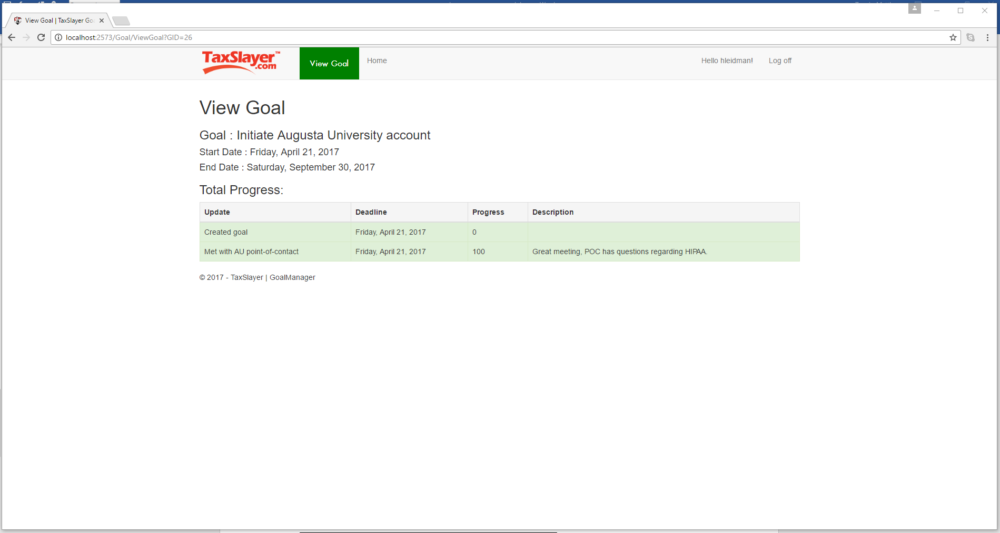 View Goal | TaxSlayer Go
localhost:2573/Goal/ViewGoal?GID=26
TaxSlayer™
.com
View Goal
Home
Hello hleidman!
Log off
View Goal
Goal : Initiate Augusta University account
Start Date : Friday, April 21, 2017
End Date : Saturday, September 30, 2017
Total Progress:
Update Deadline Progress Description
Created goal Friday, April 21, 2017 0
Met with AU point-of-contact Friday, April 21, 2017 100 Great meeting, POC has questions regarding HIPAA.
© 2017 - TaxSlayer | GoalManager